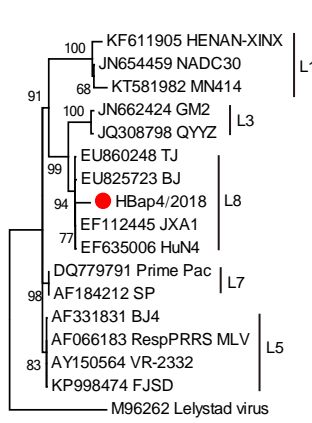 KF611905 HENAN-XINX
100
JN654459 NADC30
L1
68
KT581982 MN414
91
100
JN662424 GM2
L3
JQ308798 QYYZ
99
EU860248 TJ
EU825723 BJ
94
HBap4/2018
L8
EF112445 JXA1
77
EF635006 HuN4
DQ779791 Prime Pac
L7
98
AF184212 SP
AF331831 BJ4
AF066183 RespPRRS MLV
L5
83
AY150564 VR-2332
KP998474 FJSD
M96262 Lelystad virus